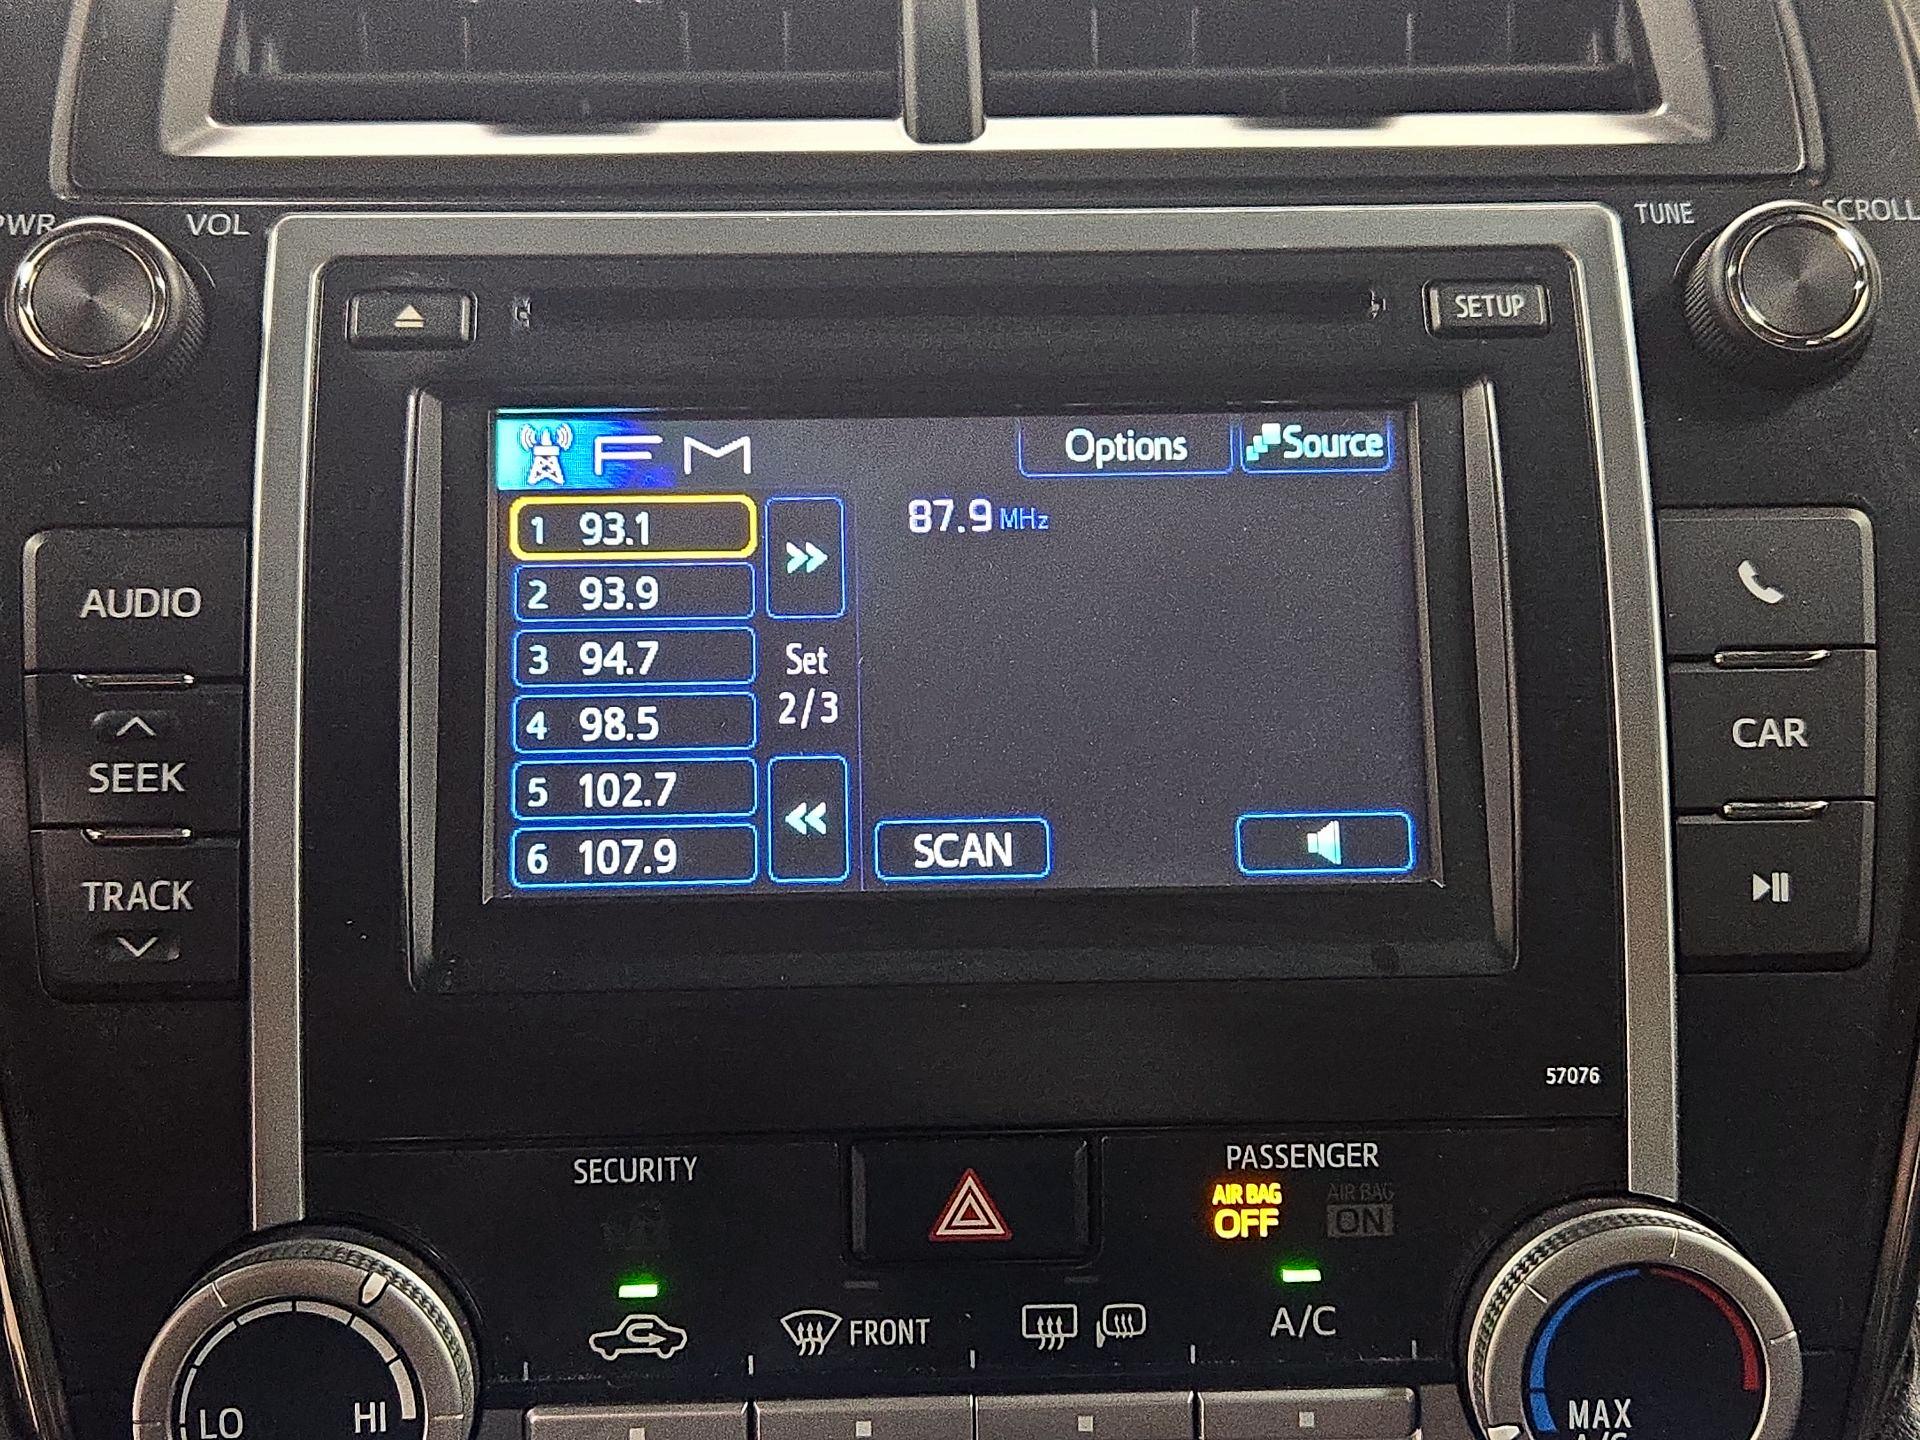 PWR VOL TUNE SCROLL
SETUP
FM Options Source
1 93.1
87.9 MHz
2 93.9
3 94.7
Set
2/3
4 98.5
5 102.7
6 107.9
SCAN
AUDIO
SEEK
TRACK
CAR
57076
SECURITY
PASSENGER
AIR BAG OFF
AIR BAG ON
FRONT
A/C
LO HI
MAX
A/C